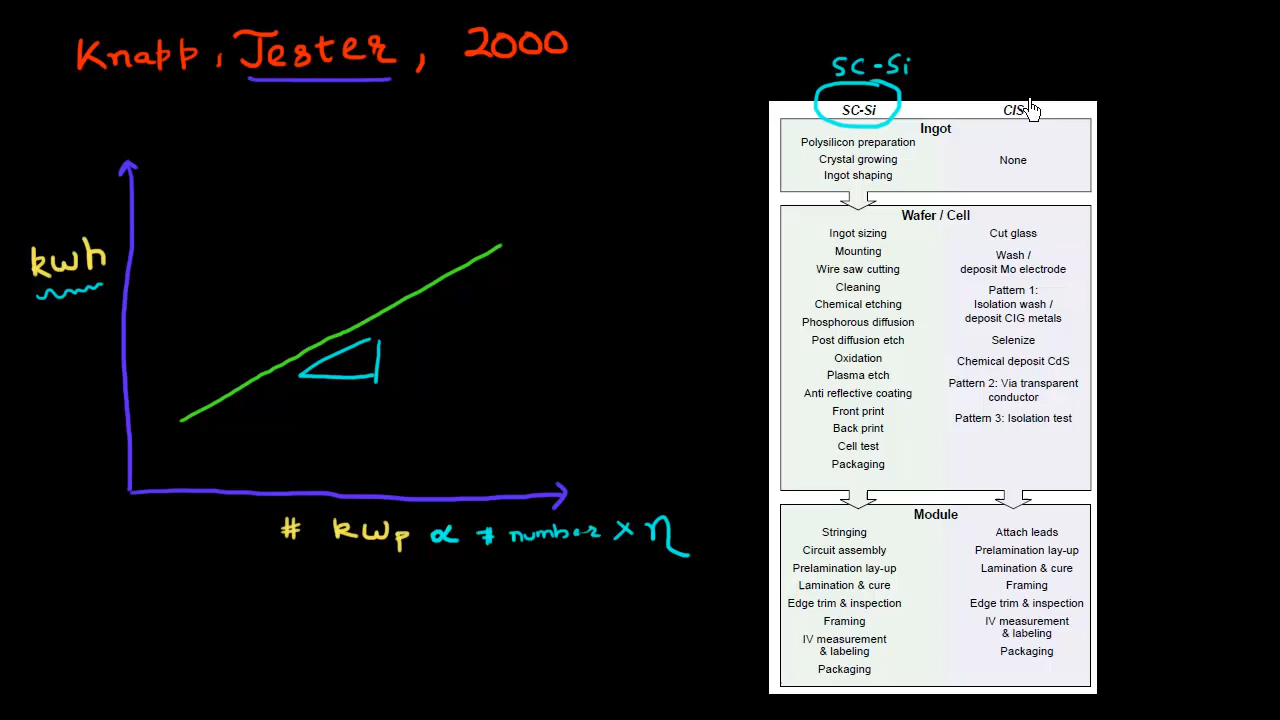 Knapp, Jester, 2000
kwh
# kwp α # number × η
SC-Si
SC-Si CIS
Ingot
Polysilicon preparation
Crystal growing
Ingot shaping
None
Wafer / Cell
Ingot sizing
Mounting
Wire saw cutting
Cleaning
Chemical etching
Phosphorous diffusion
Post diffusion etch
Oxidation
Plasma etch
Anti reflective coating
Front print
Back print
Cell test
Packaging
Cut glass
Wash /
deposit Mo electrode
Pattern 1:
Isolation wash /
deposit CIG metals
Selenize
Chemical deposit CdS
Pattern 2: Via transparent
conductor
Pattern 3: Isolation test
Module
Stringing
Circuit assembly
Prelamination lay-up
Lamination & cure
Edge trim & inspection
Framing
IV measurement
& labeling
Packaging
Attach leads
Prelamination lay-up
Lamination & cure
Framing
Edge trim & inspection
IV measurement
& labeling
Packaging